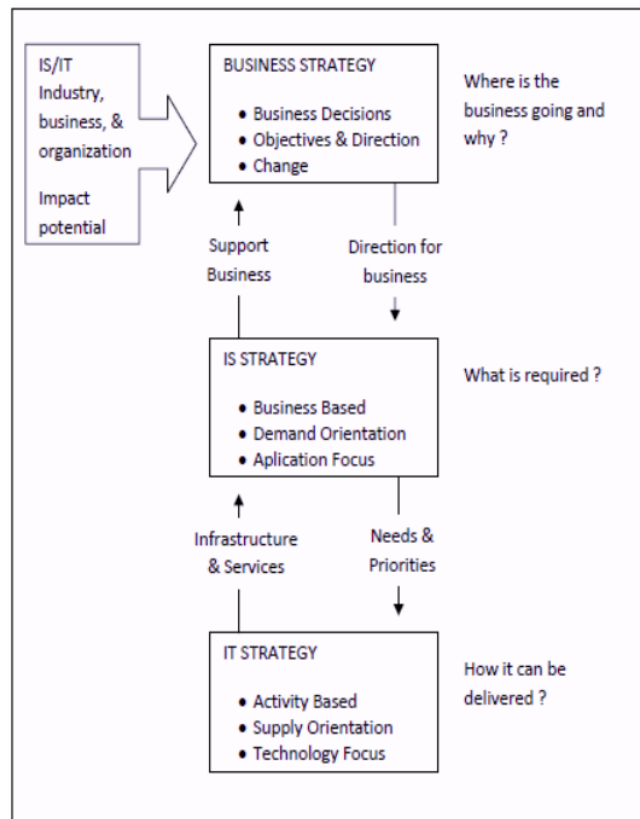 IS/IT
Industry,
business, &
organization
Impact
potential
BUSINESS STRATEGY
• Business Decisions
• Objectives & Direction
• Change
Where is the
business going and
why ?
Support
Business
Direction for
business
IS STRATEGY
• Business Based
• Demand Orientation
• Aplication Focus
What is required ?
Infrastructure
& Services
Needs &
Priorities
IT STRATEGY
• Activity Based
• Supply Orientation
• Technology Focus
How it can be
delivered ?